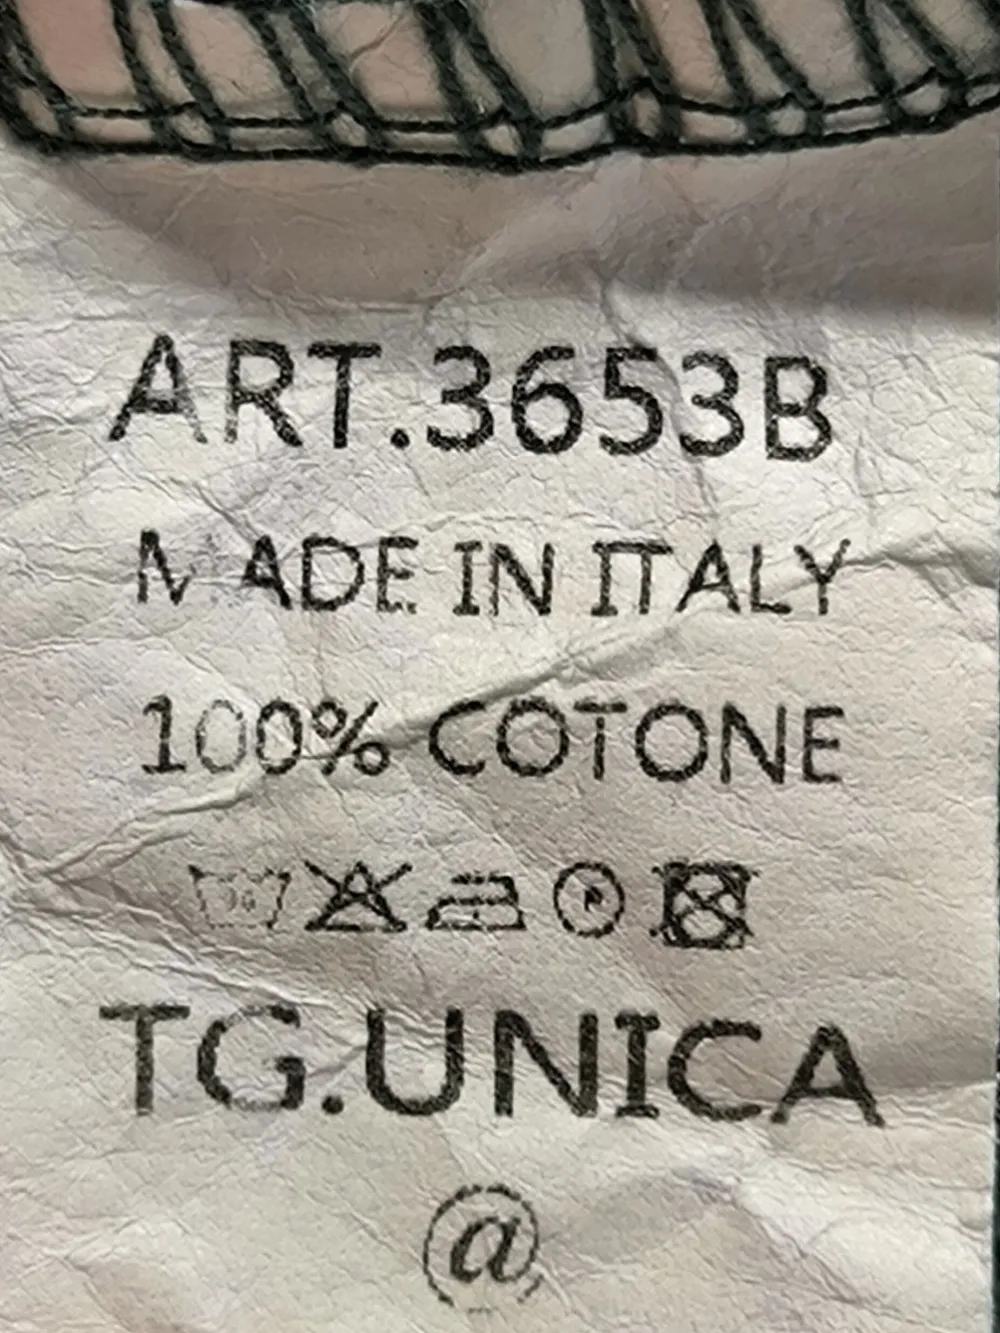 ART.3653B
MADE IN ITALY
100% COTONE
TG.UNICA
@